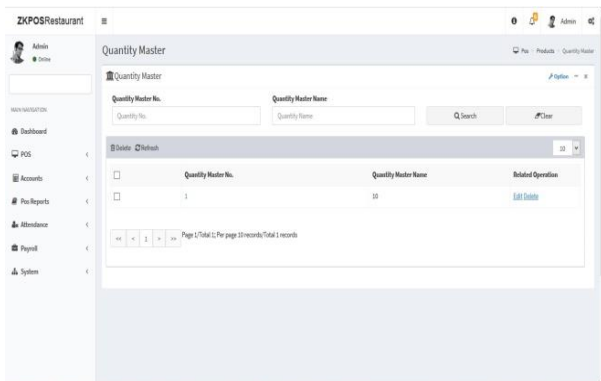 ZKPOSRestaurant
Admin
Admin
Online
Quantity Master
Pos > Products > Quantity Master
Quantity Master
Option
Quantity Master No.
Quantity Master Name
Quantity No.
Quantity Name
Search
Clear
MAIN NAVIGATION
Dashboard
POS
Accounts
Pos Reports
Attendance
Payroll
System
Delete Refresh
10
Quantity Master No.
Quantity Master Name
Related Operation
1
10
Edit Delete
<< < 1 > >> Page 1/Total 1; Per page 10 records/Total 1 records